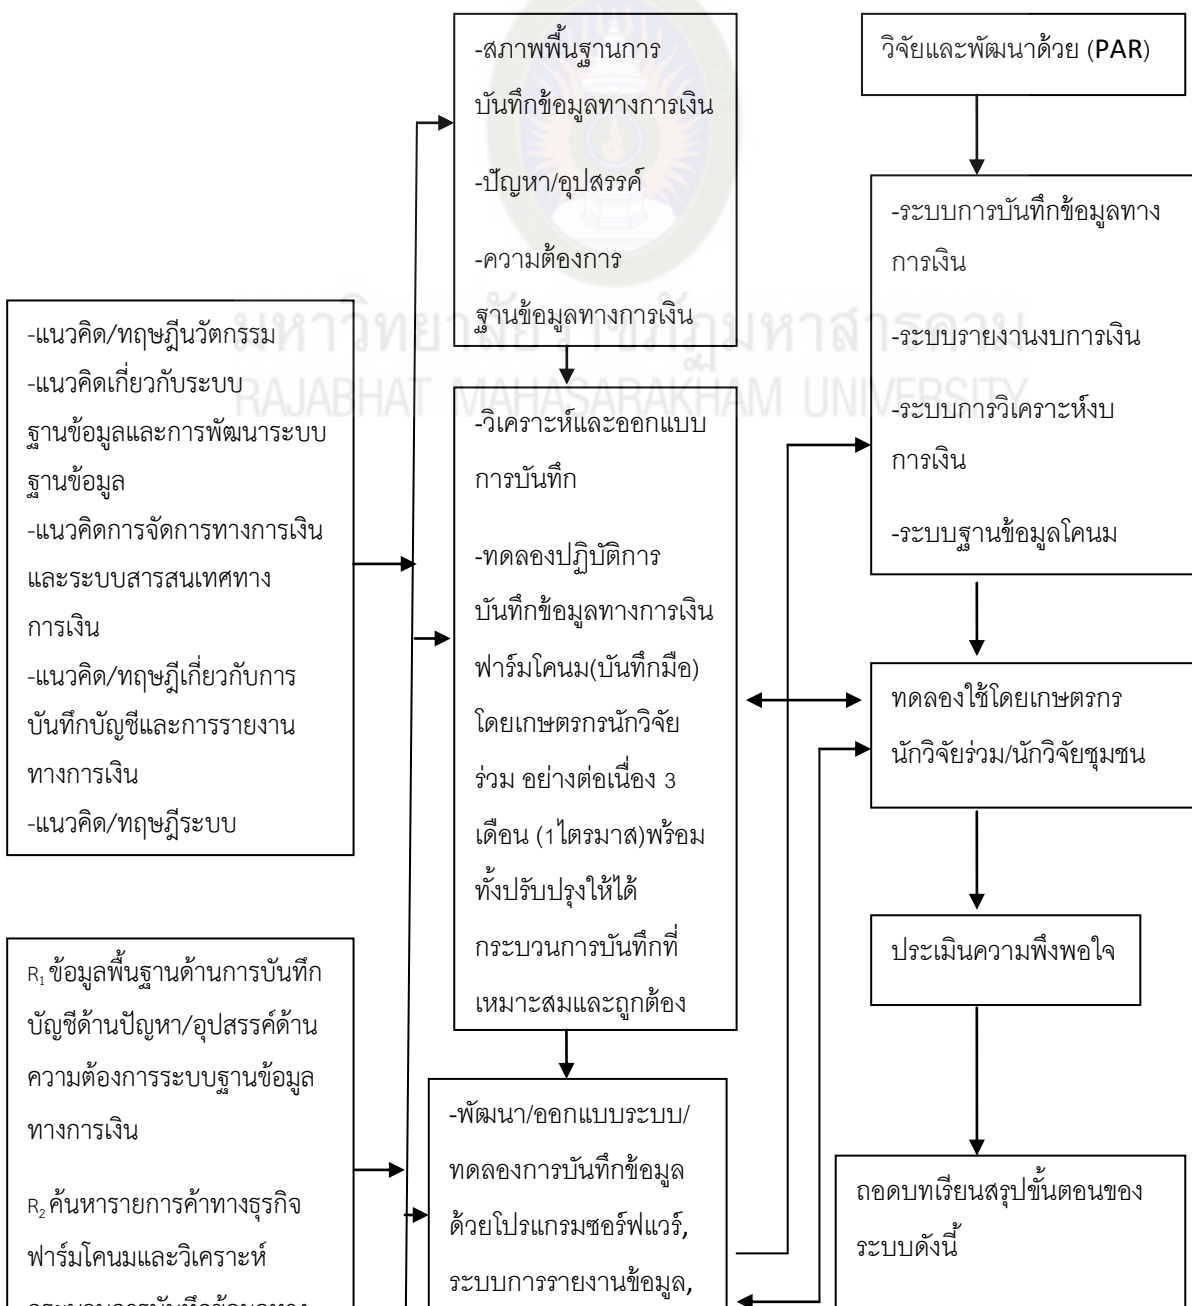 -สภาพพื้นฐานการ
บันทึกข้อมูลทางการเงิน
-ปัญหา/อุปสรรค์
-ความต้องการ
ฐานข้อมูลทางการเงิน
วิจัยและพัฒนาด้วย (PAR)
-ระบบการบันทึกข้อมูลทาง
การเงิน
-ระบบรายงานงบการเงิน
-ระบบการวิเคราะห์งบ
การเงิน
-ระบบฐานข้อมูลโคนม
มหาวิทยาลัยราชภัฏมหาสารคาม
RAJABHAT MAHASARAKHAM UNIVERSITY
-แนวคิด/ทฤษฎีนวัตกรรม
-แนวคิดเกี่ยวกับระบบ
ฐานข้อมูลและการพัฒนาระบบ
ฐานข้อมูล
-แนวคิดการจัดการทางการเงิน
และระบบสารสนเทศทาง
การเงิน
-แนวคิด/ทฤษฎีเกี่ยวกับการ
บันทึกบัญชีและการรายงาน
ทางการเงิน
-แนวคิด/ทฤษฎีระบบ
-วิเคราะห์และออกแบบ
การบันทึก
-ทดลองปฏิบัติการ
บันทึกข้อมูลทางการเงิน
ฟาร์มโคนม(บันทึกมือ)
โดยเกษตรกรนักวิจัย
ร่วม อย่างต่อเนื่อง 3
เดือน (1ไตรมาส)พร้อม
ทั้งปรับปรุงให้ได้
กระบวนการบันทึกที่
เหมาะสมและถูกต้อง
ทดลองใช้โดยเกษตรกร
นักวิจัยร่วม/นักวิจัยชุมชน
ประเมินความพึงพอใจ
R₁ ข้อมูลพื้นฐานด้านการบันทึก
บัญชีด้านปัญหา/อุปสรรค์ด้าน
ความต้องการระบบฐานข้อมูล
ทางการเงิน
R₂ ค้นหารายการค้าทางธุรกิจ
ฟาร์มโคนมและวิเคราะห์
-พัฒนา/ออกแบบระบบ/
ทดลองการบันทึกข้อมูล
ด้วยโปรแกรมซอร์ฟแวร์,
ระบบการรายงานข้อมูล,
ถอดบทเรียนสรุปขั้นตอนของ
ระบบดังนี้